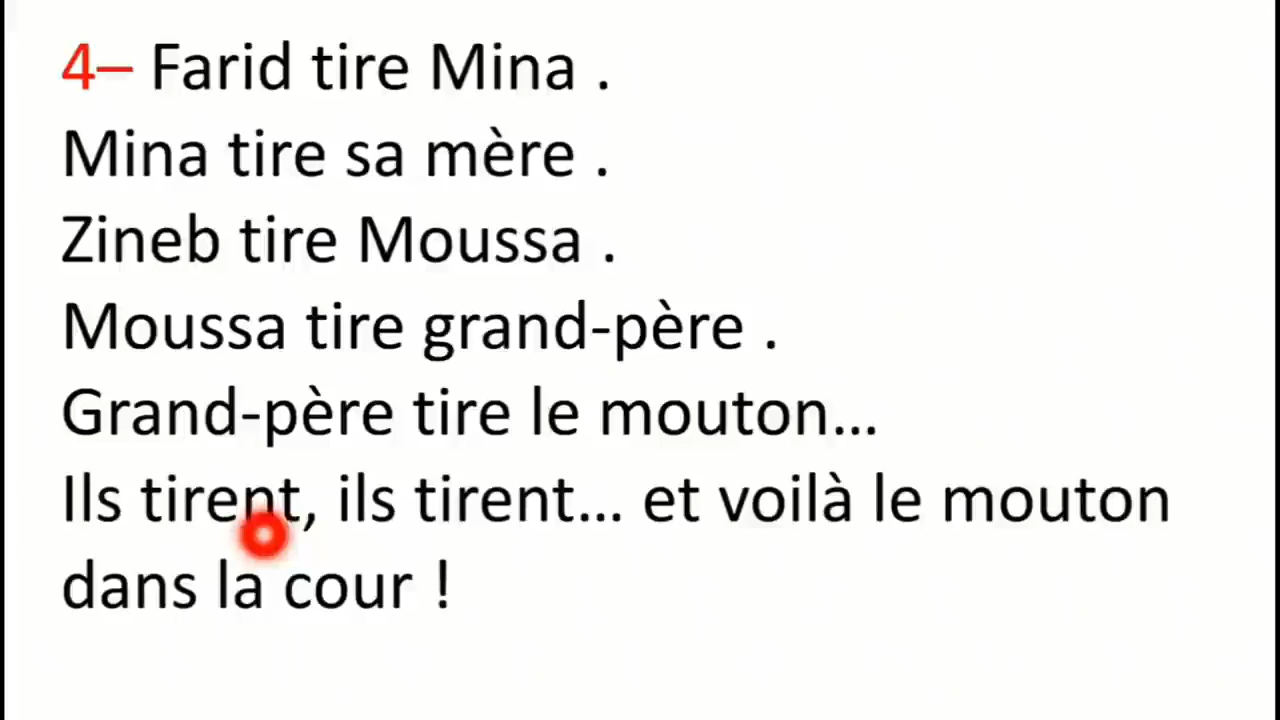 4– Farid tire Mina .
Mina tire sa mère .
Zineb tire Moussa .
Moussa tire grand-père .
Grand-père tire le mouton...
Ils tirent, ils tirent... et voilà le mouton
dans la cour !